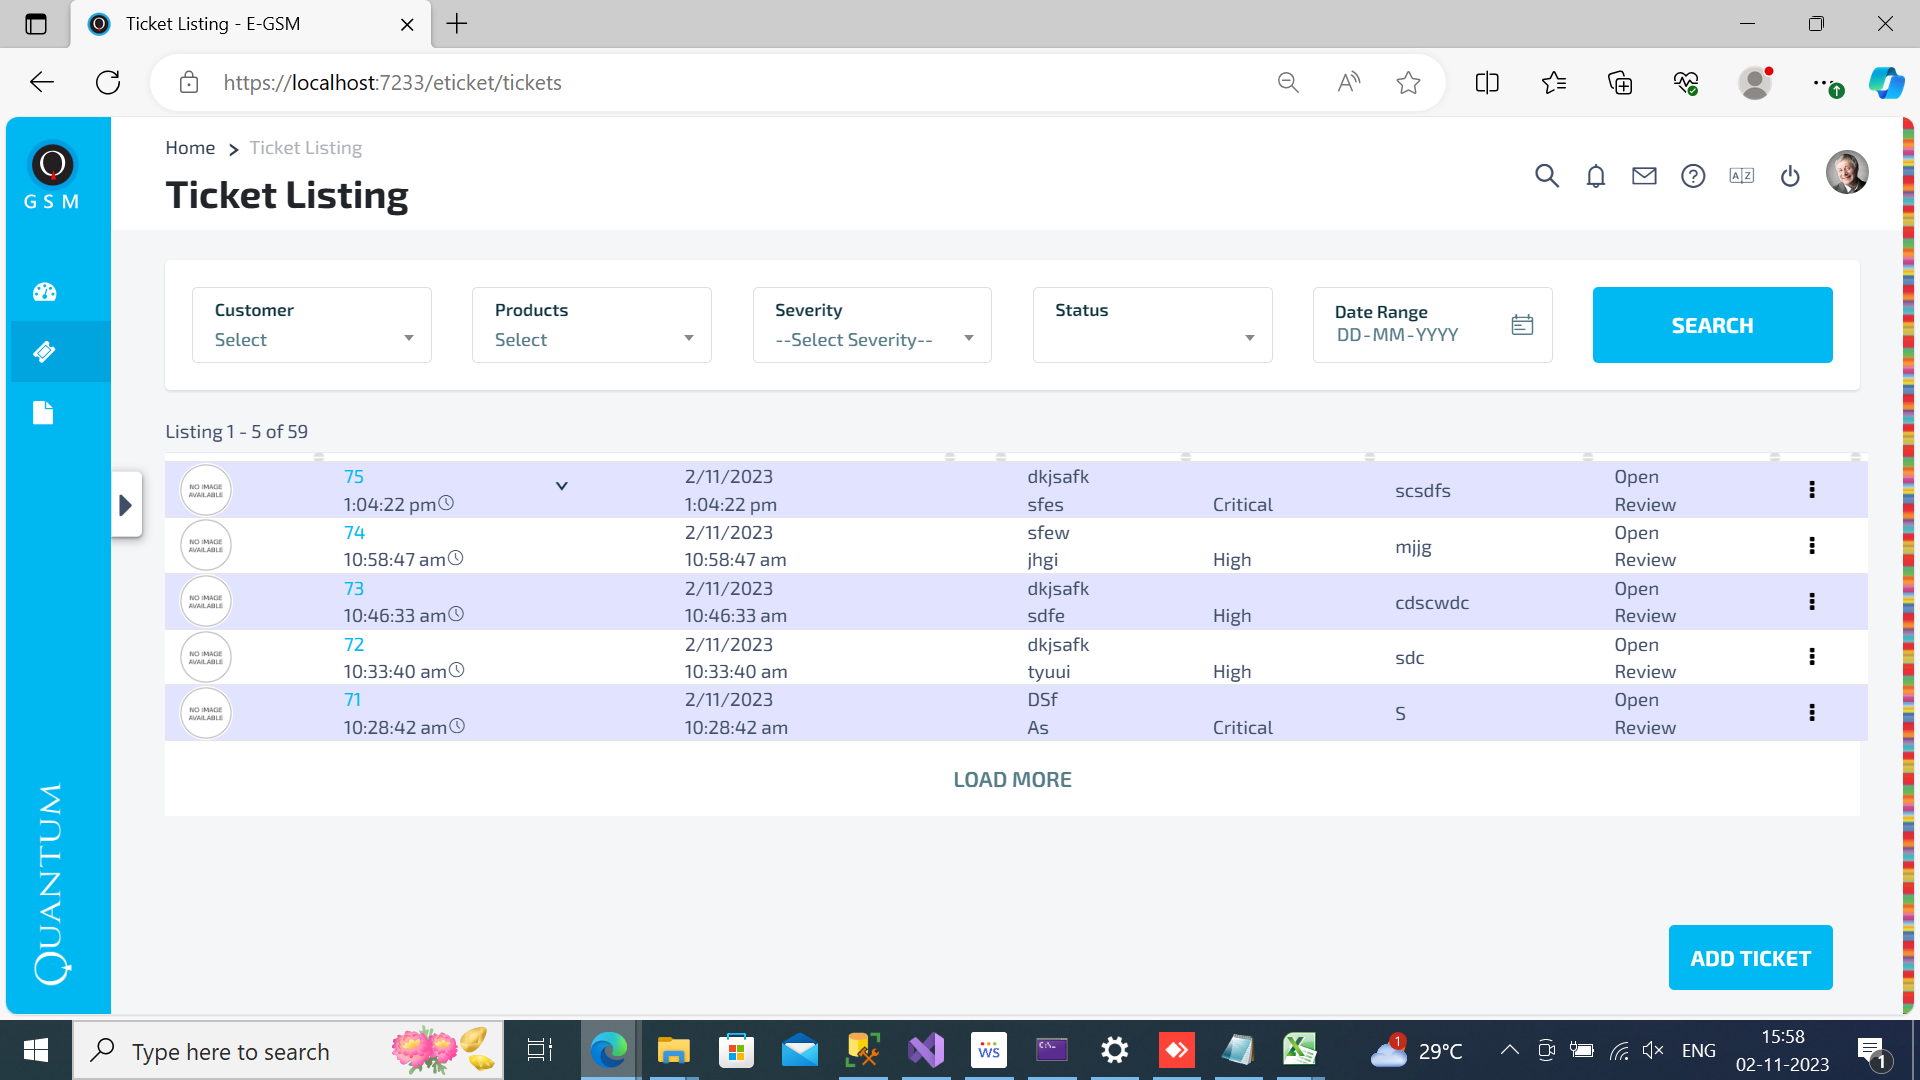 Ticket Listing - E-GSM
https://localhost:7233/eticket/tickets
GSM
Home > Ticket Listing
Ticket Listing
Customer
Select
Products
Select
Severity
--Select Severity--
Status
Date Range
DD-MM-YYYY
SEARCH
Listing 1 - 5 of 59
NO IMAGE AVAILABLE
75 2/11/2023 dkjsafk scsdfs Open
1:04:22 pm 1:04:22 pm sfes Critical Review
NO IMAGE AVAILABLE
74 2/11/2023 sfew mjjg Open
10:58:47 am 10:58:47 am jhgi High Review
NO IMAGE AVAILABLE
73 2/11/2023 dkjsafk cdscwdc Open
10:46:33 am 10:46:33 am sdfe High Review
NO IMAGE AVAILABLE
72 2/11/2023 dkjsafk sdc Open
10:33:40 am 10:33:40 am tyuui High Review
NO IMAGE AVAILABLE
71 2/11/2023 DSf S Open
10:28:42 am 10:28:42 am As Critical Review
LOAD MORE
QUANTUM
ADD TICKET
Type here to search
WS
1
29°C
ENG
15:58
02-11-2023
1